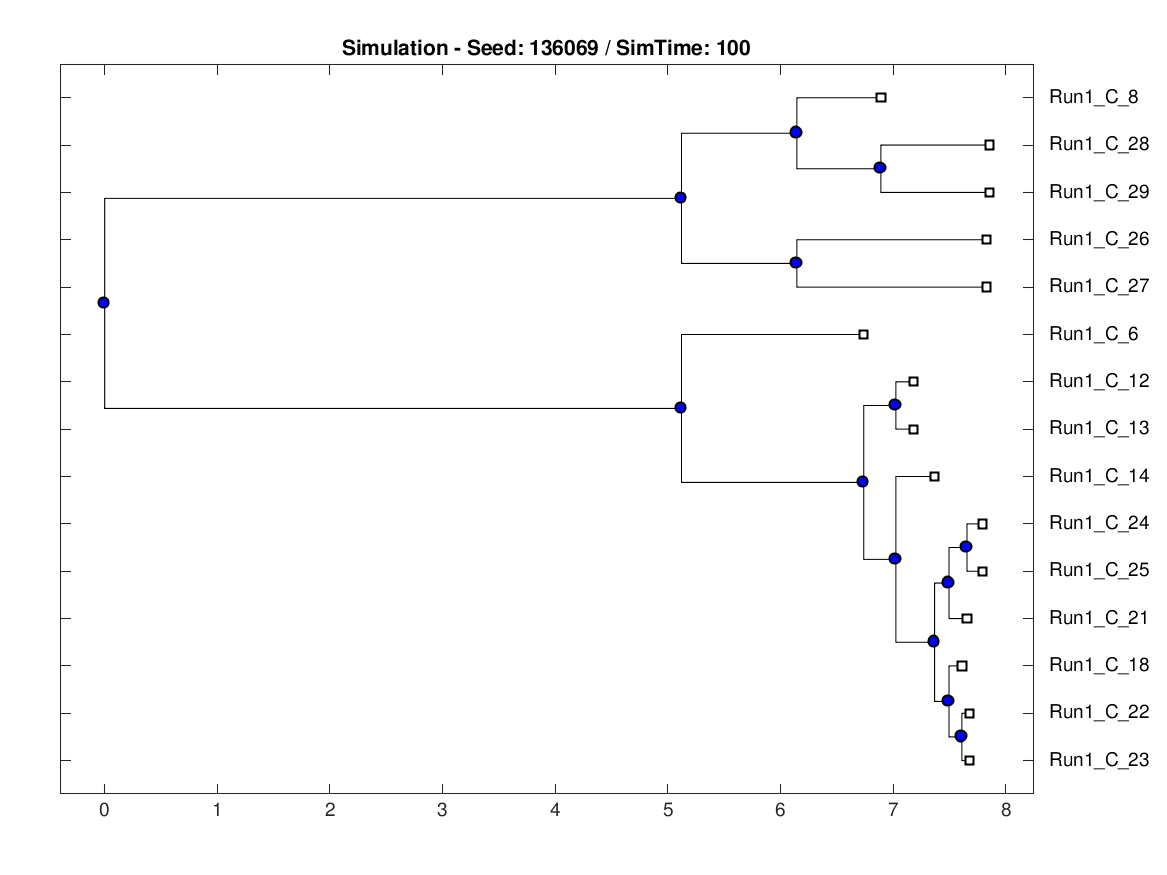 Simulation - Seed: 136069 / SimTime: 100
Run1_C_8
Run1_C_28
Run1_C_29
Run1_C_26
Run1_C_27
Run1_C_6
Run1_C_12
Run1_C_13
Run1_C_14
Run1_C_24
Run1_C_25
Run1_C_21
Run1_C_18
Run1_C_22
Run1_C_23
0 1 2 3 4 5 6 7 8